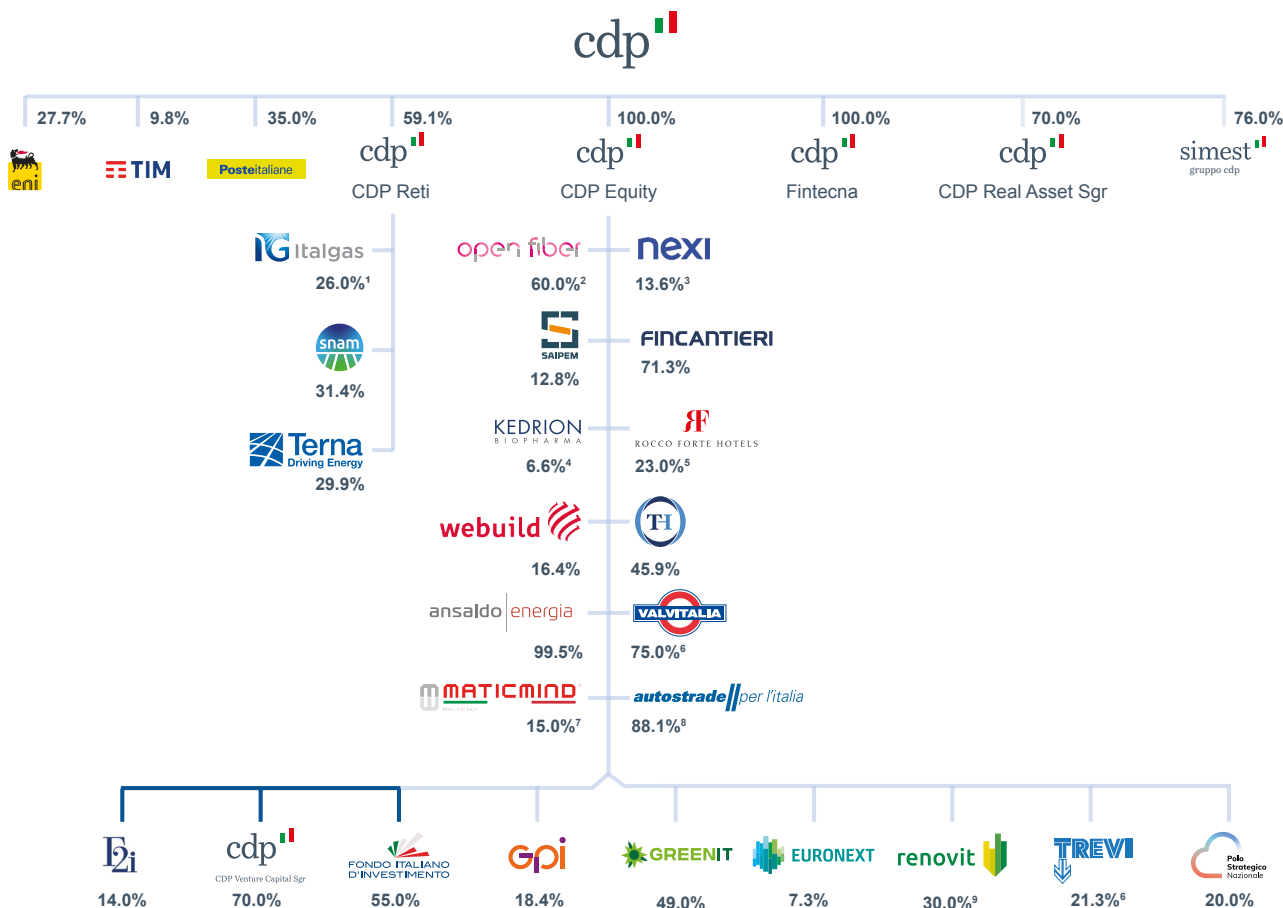 cdp
27.7% 9.8% 35.0% 59.1% 100.0% 100.0% 70.0% 76.0%
eni TIM Posteitaliane cdp cdp cdp cdp simest
gruppo cdp
CDP Reti CDP Equity Fintecna CDP Real Asset Sgr
IG Italgas open fiber nexi
26.0%¹ 60.0%² 13.6%³
snam SAIPEM FINCANTIERI
31.4% 12.8% 71.3%
KEDRION RF
BIOPHARMA ROCCO FORTE HOTELS
Terna 6.6%⁴ 23.0%⁵
Driving Energy
29.9%
webuild TH
16.4% 45.9%
ansaldo energia VALVITALIA
99.5% 75.0%⁶
MATICMIND autostrade per l'italia
15.0%⁷ 88.1%⁸
F2i cdp FONDO ITALIANO gpi GREENIT EURONEXT renovit TREVI Polo
CDP Venture Capital Sgr D'INVESTIMENTO Strategico
Nazionale
14.0% 70.0% 55.0% 18.4% 49.0% 7.3% 30.0%⁹ 21.3%⁶ 20.0%